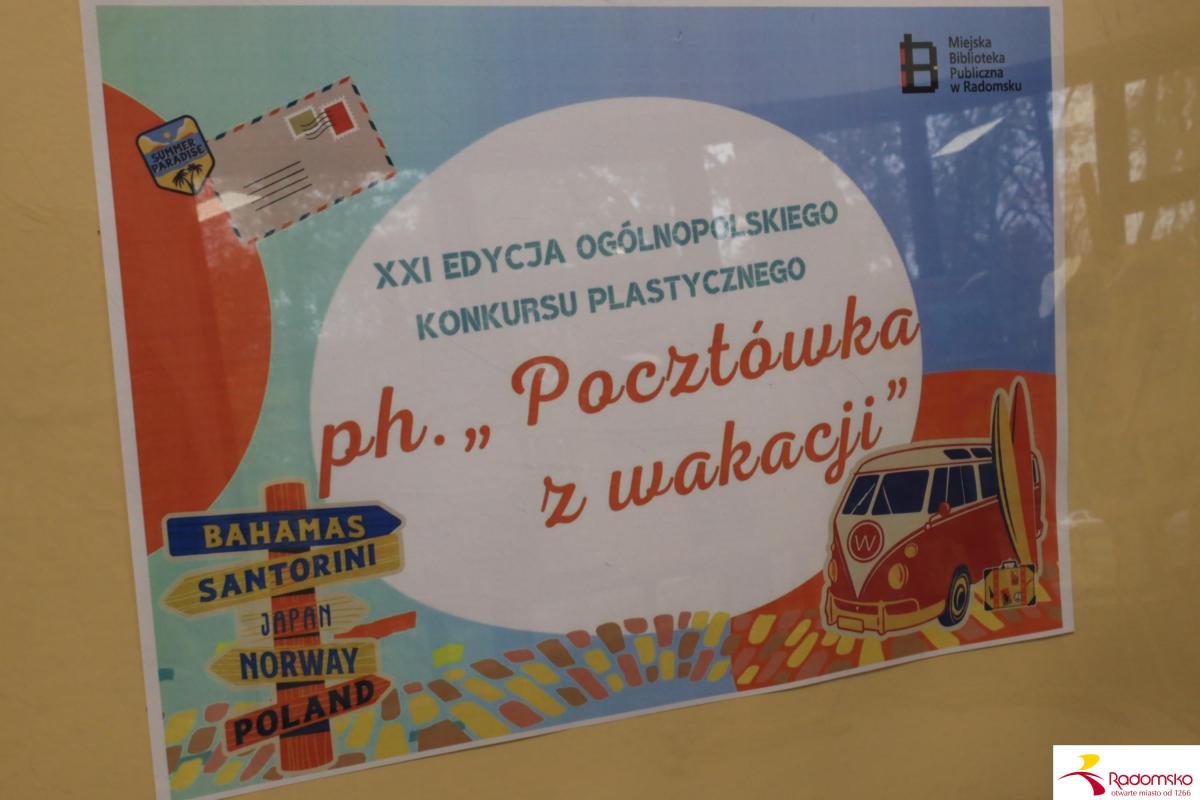 Miejska
Biblioteka
Publiczna
w Radomsku
SUMMER
PARADISE
XXI EDYCJA OGÓLNOPOLSKIEGO
KONKURSU PLASTYCZNEGO
ph. „ Pocztówka
z wakacji”
BAHAMAS
SANTORINI
JAPAN
NORWAY
POLAND
W
Radomsko
otwarte miasto od 1266